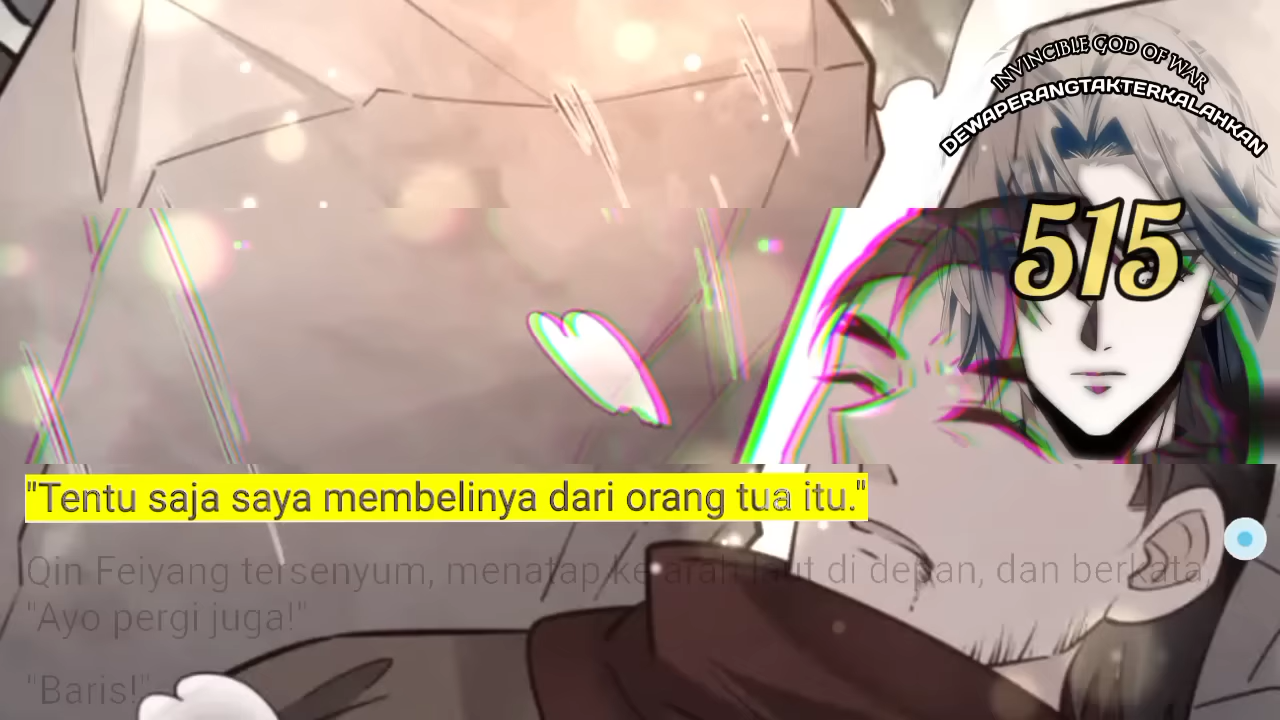 INVINCIBLE GOD OF WAR
DEWAPERANGTAKTERKALAHKAN
515
"Tentu saja saya membelinya dari orang tua itu."
Qin Feiyang tersenyum, menatap ke arah laut di depan, dan berkata,
"Ayo pergi juga!"
"Baris!"